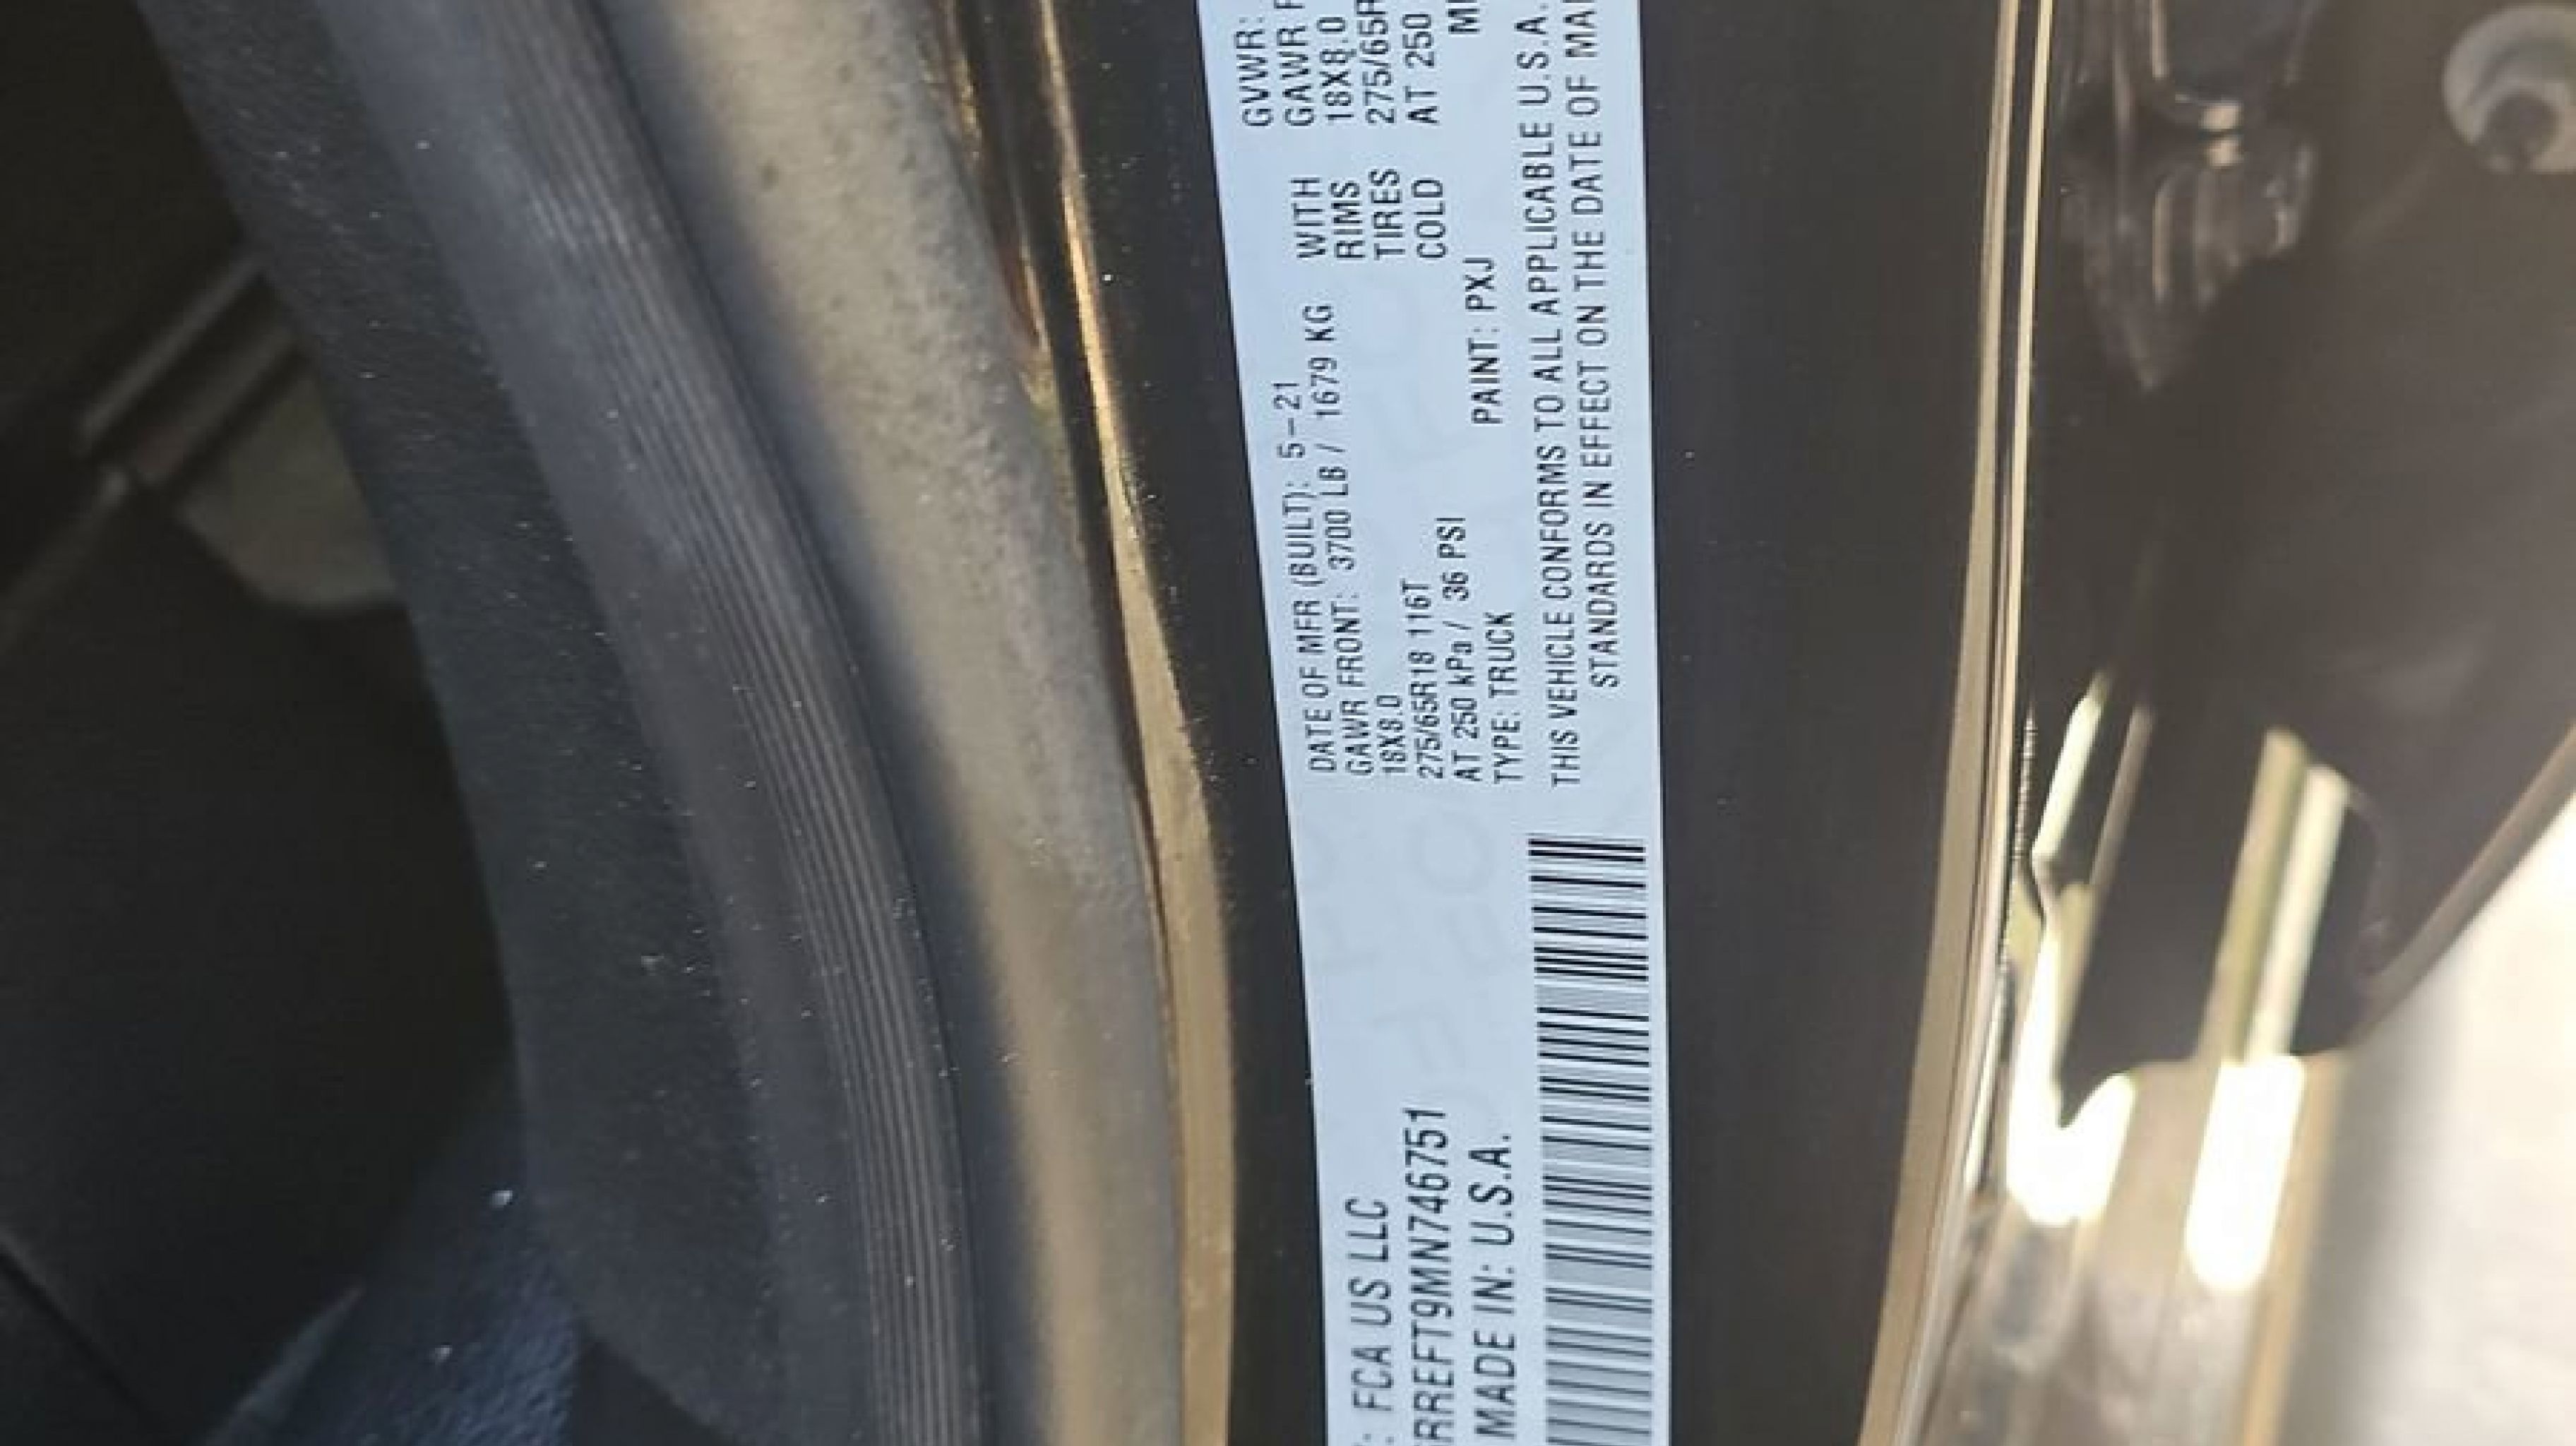 : FCA US LLC
RREFT9MN746751
MADE IN: U.S.A.
DATE OF MFR (BUILT): 5-21
GAWR FRONT: 3700 LB / 1679 KG WITH
18X8.0 RIMS
275/65R18 116T TIRES
AT 250 kPa / 36 PSI COLD
TYPE: TRUCK PAINT: PXJ
GVWR:
GAWR
18X8.0
275/65R
AT 250
THIS VEHICLE CONFORMS TO ALL APPLICABLE U.S.A.
STANDARDS IN EFFECT ON THE DATE OF